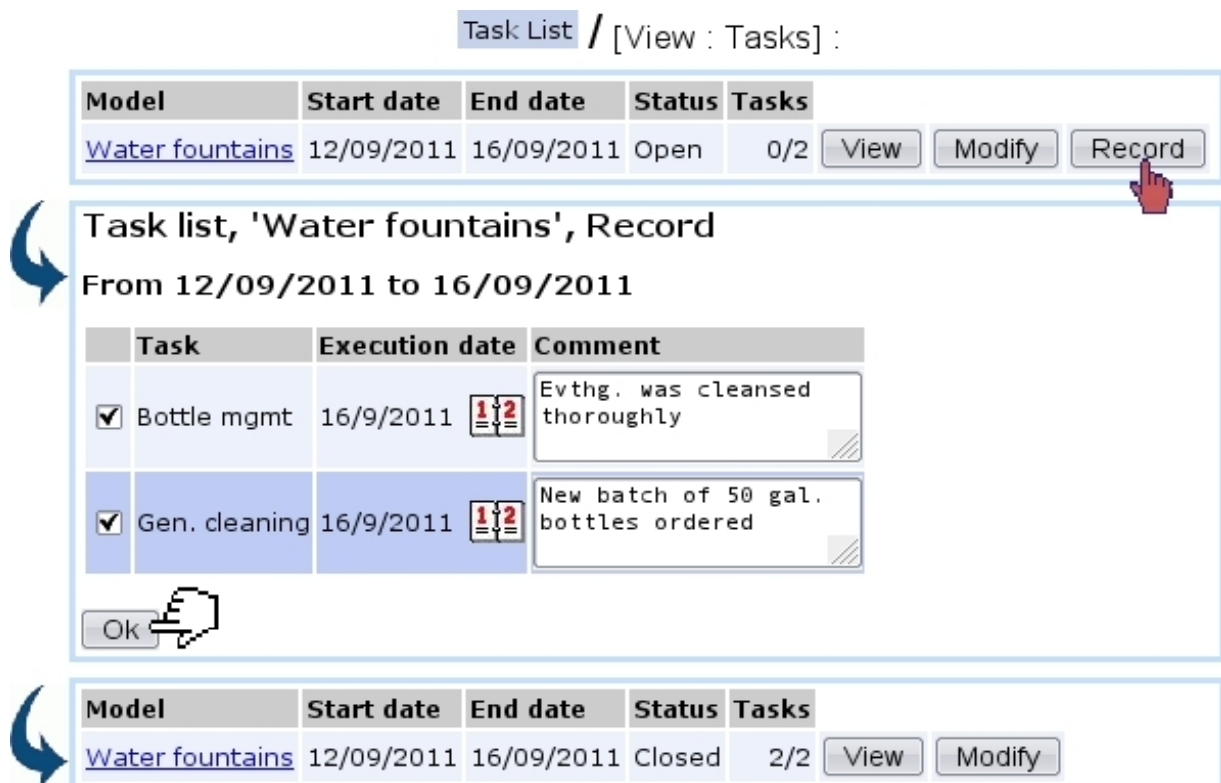 Task List / [View : Tasks] :
Model Start date End date Status Tasks
Water fountains 12/09/2011 16/09/2011 Open 0/2 View Modify Record
Task list, 'Water fountains', Record
From 12/09/2011 to 16/09/2011
Task Execution date Comment
Bottle mgmt 16/9/2011 1 2 Evthg. was cleansed
thoroughly
Gen. cleaning 16/9/2011 1 2 New batch of 50 gal.
bottles ordered
Ok
Model Start date End date Status Tasks
Water fountains 12/09/2011 16/09/2011 Closed 2/2 View Modify